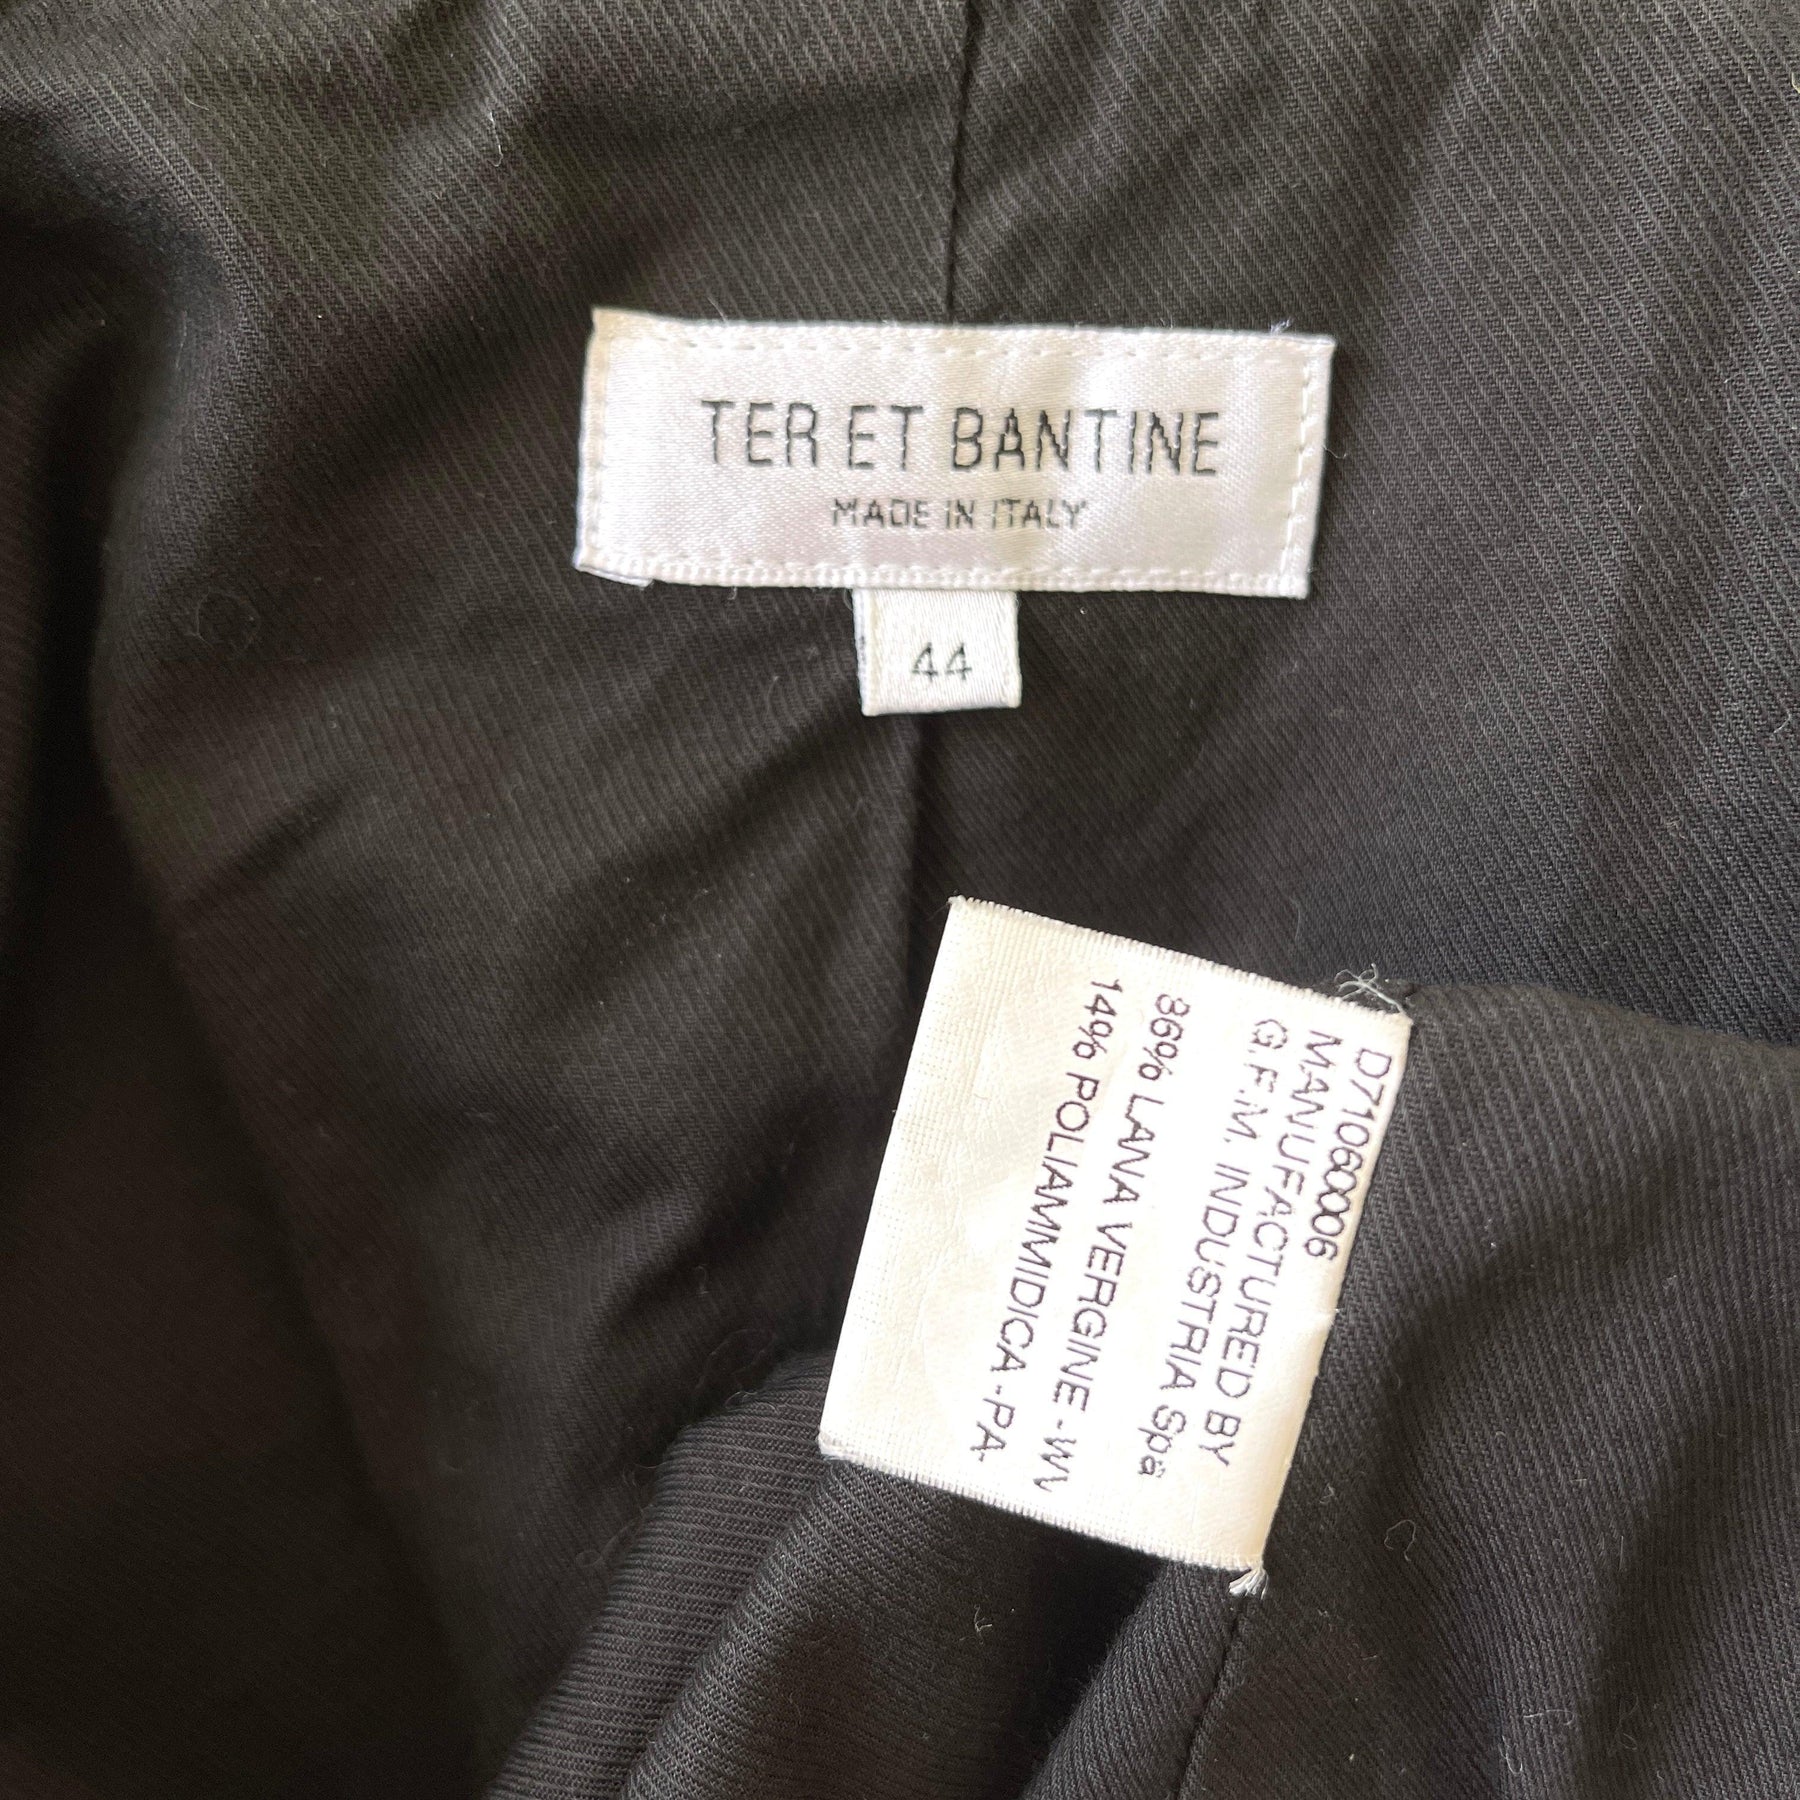 TER ET BANTINE
MADE IN ITALY
44
D71060006
MANUFACTURED BY
G.F.M. INDUSTRIA Spa
86% LANA VERGINE -WV
14% POLIAMMIDICA -PA-